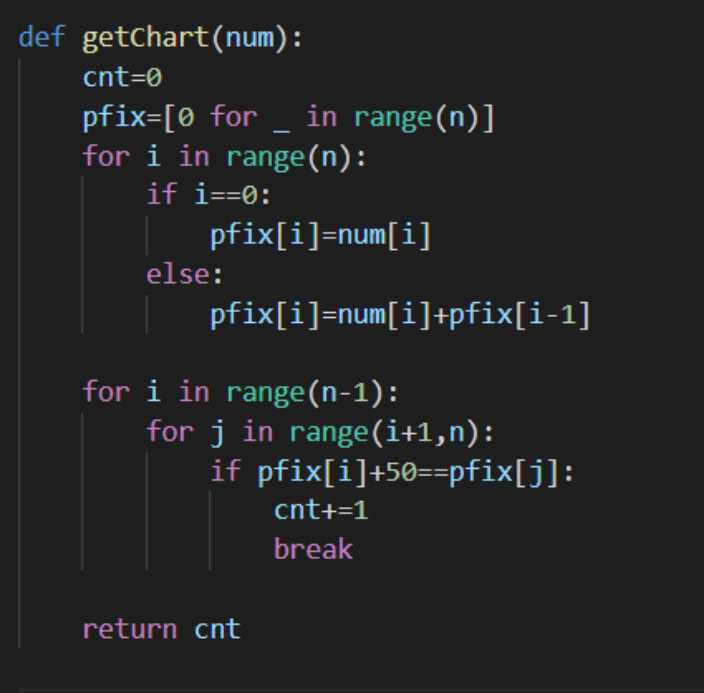 def getChart(num):
    cnt=0
    pfix=[0 for _ in range(n)]
    for i in range(n):
        if i==0:
            pfix[i]=num[i]
        else:
            pfix[i]=num[i]+pfix[i-1]

    for i in range(n-1):
        for j in range(i+1,n):
            if pfix[i]+50==pfix[j]:
                cnt+=1
                break

    return cnt